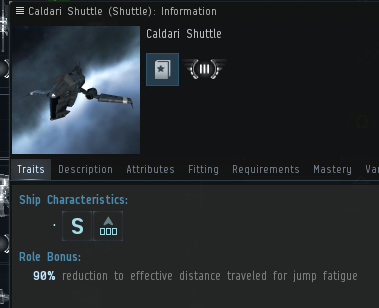 Caldari Shuttle (Shuttle): Information
Caldari Shuttle
Traits Description Attributes Fitting Requirements Mastery Va
Ship Characteristics:
S
Role Bonus:
90% reduction to effective distance traveled for jump fatigue